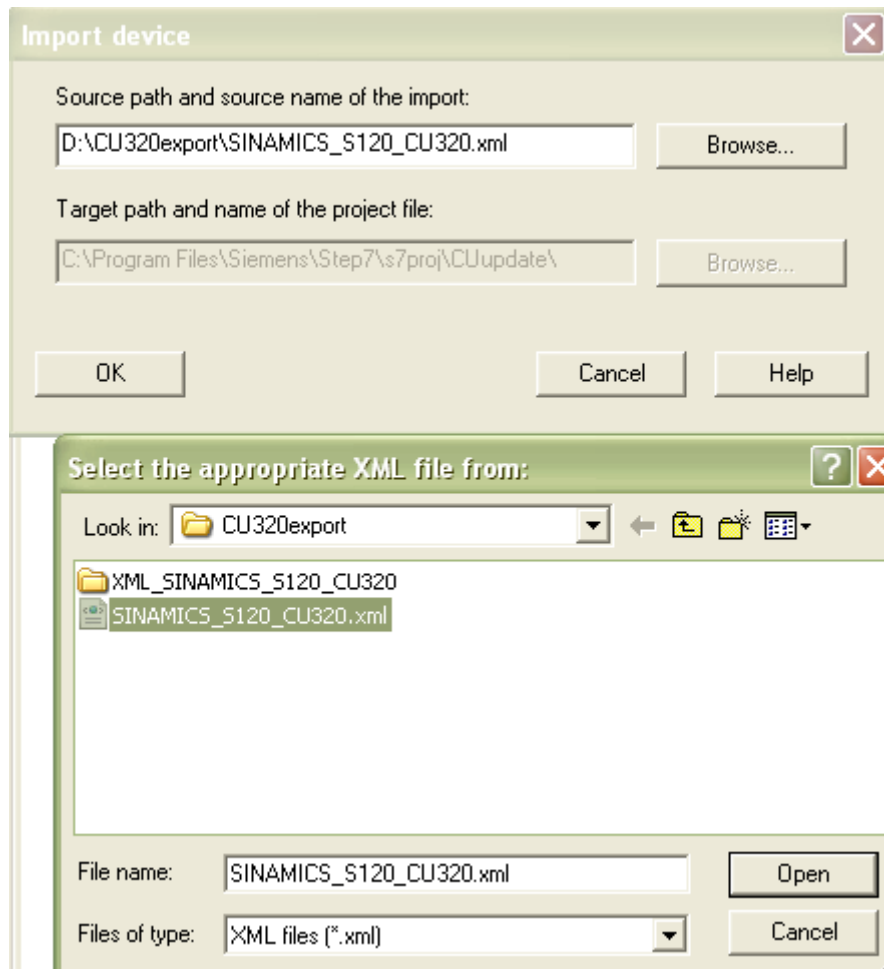 Import device
Source path and source name of the import:
D:\CU320export\SINAMICS_S120_CU320.xml
Browse...
Target path and name of the project file:
C:\Program Files\Siemens\Step7\s7proj\CUupdate\
Browse...
OK
Cancel
Help
Select the appropriate XML file from:
Look in:
CU320export
XML_SINAMICS_S120_CU320
SINAMICS_S120_CU320.xml
File name:
SINAMICS_S120_CU320.xml
Open
Files of type:
XML files (*.xml)
Cancel